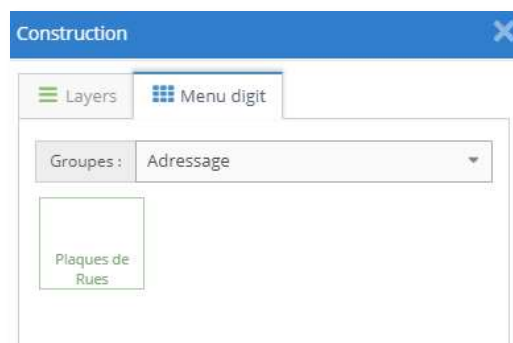 Construction
Layers Menu digit
Groupes : Adressage
Plaques de
Rues